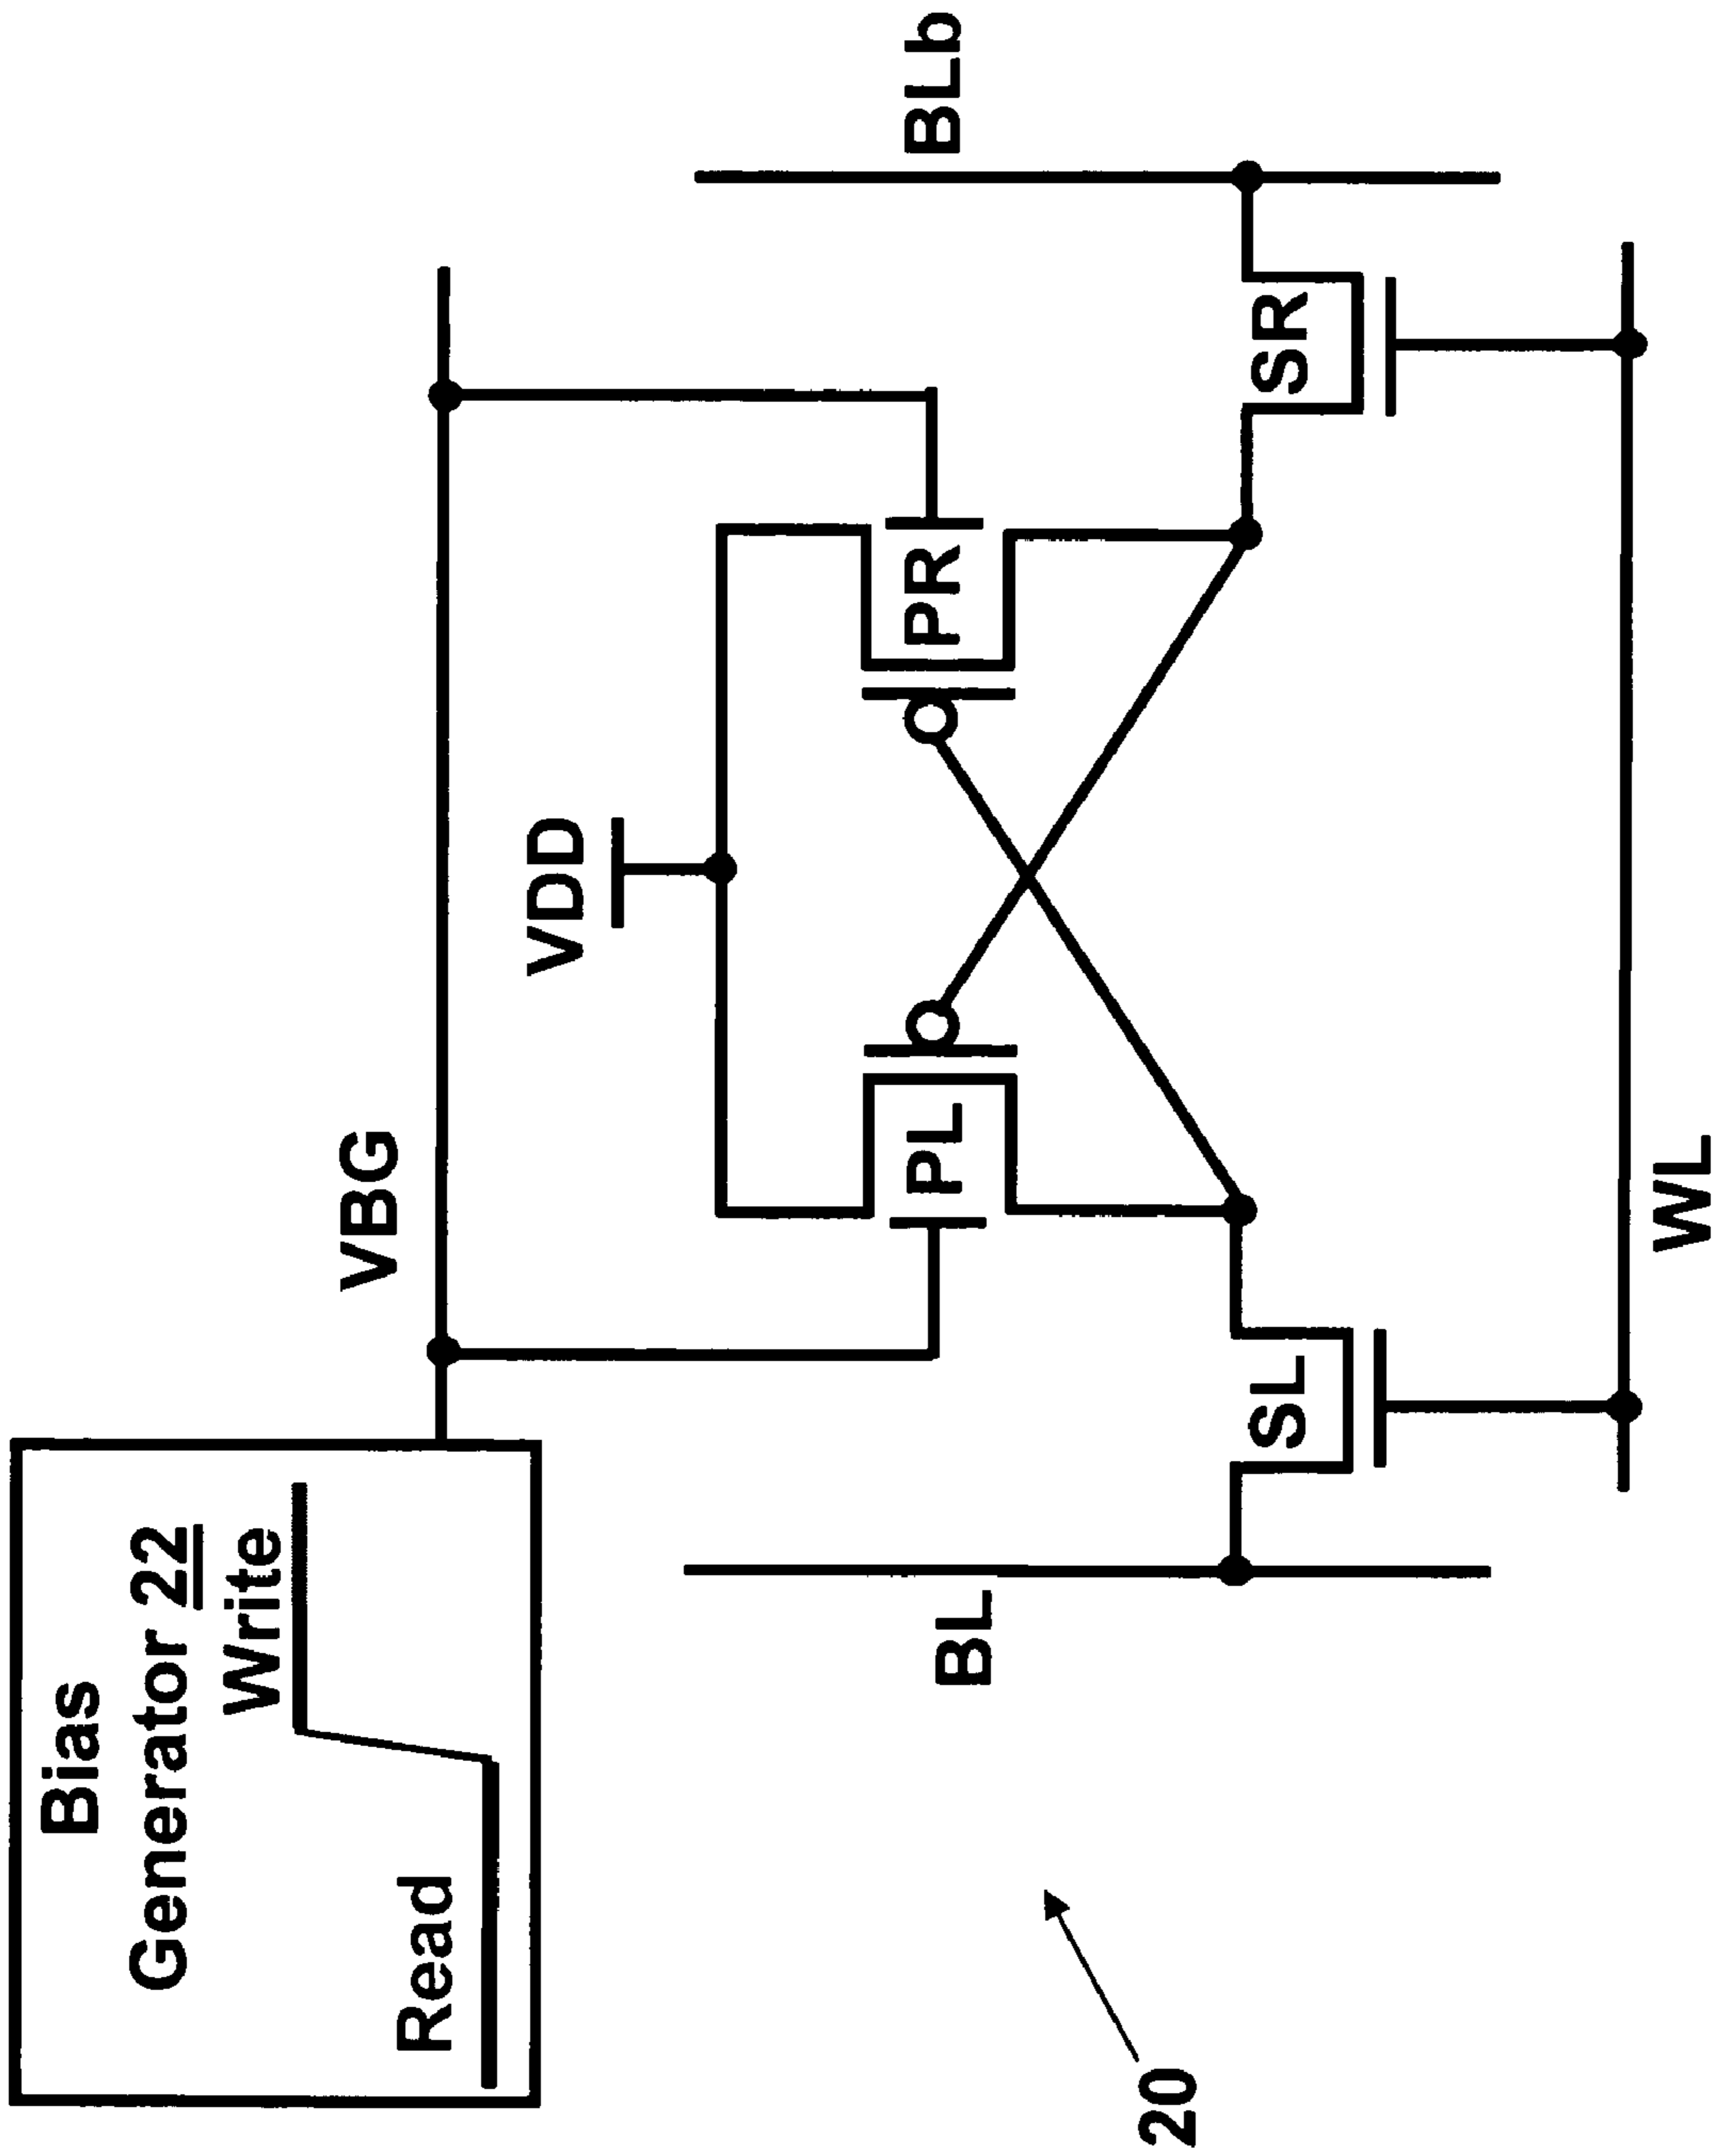 Bias
Generator 22
Write
Read
VBG
VDD
BL
PL
PR
BLb
SL
SR
WL
20